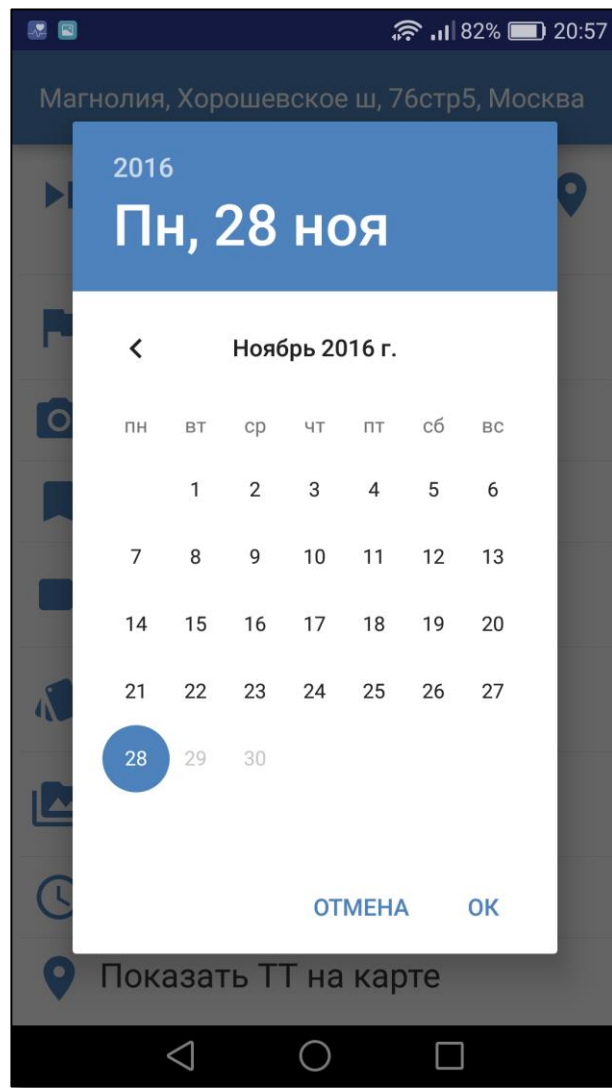 82% 20:57
Магнолия, Хорошевское ш, 76стр5, Москва
2016
Пн, 28 ноя
Ноябрь 2016 г.
пн вт ср чт пт сб вс
1 2 3 4 5 6
7 8 9 10 11 12 13
14 15 16 17 18 19 20
21 22 23 24 25 26 27
28 29 30
ОТМЕНА ОК
Показать ТТ на карте